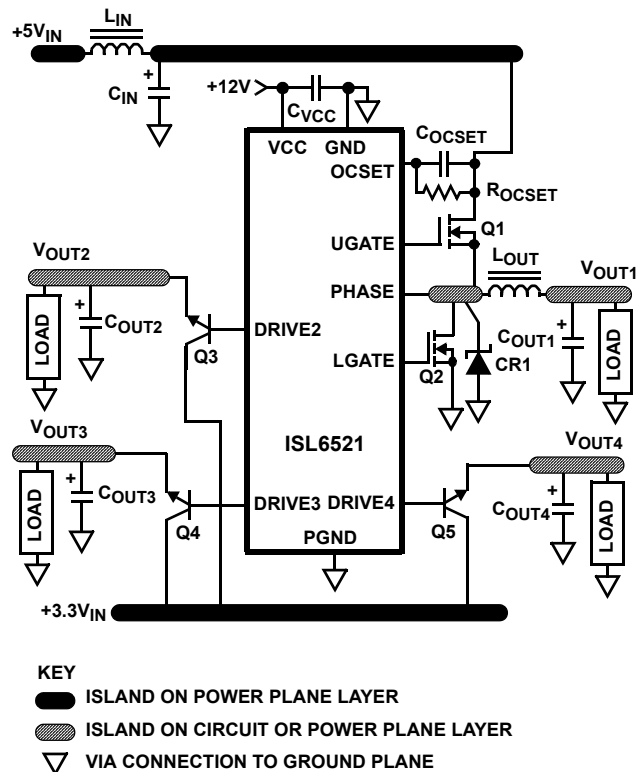 +5VIN
LIN
CIN
+
+12V
CVCC
VCC
GND
OCSET
COCSET
ROCSET
UGATE
Q1
LOUT
VOUT1
PHASE
VOUT2
LOAD
+
COUT2
Q3
DRIVE2
LGATE
Q2
CR1
COUT1
+
LOAD
ISL6521
VOUT3
LOAD
+
COUT3
Q4
DRIVE3
DRIVE4
Q5
VOUT4
COUT4
+
LOAD
PGND
+3.3VIN
KEY
ISLAND ON POWER PLANE LAYER
ISLAND ON CIRCUIT OR POWER PLANE LAYER
VIA CONNECTION TO GROUND PLANE